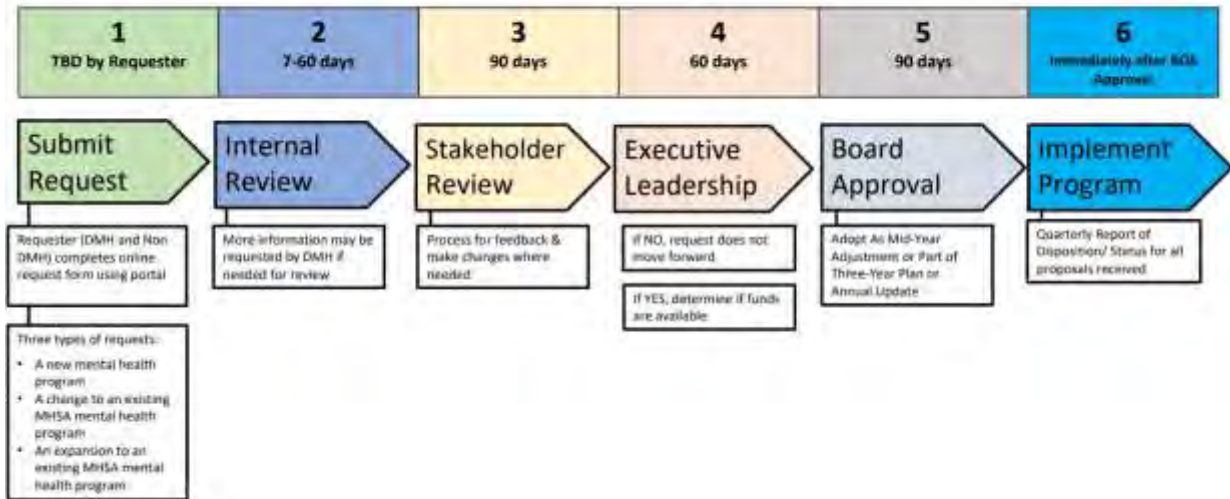 1
TBD by Requester
2
7-60 days
3
90 days
4
60 days
5
90 days
6
Immediately after BOS
Approval
Submit
Request
Internal
Review
Stakeholder
Review
Executive
Leadership
Board
Approval
Implement
Program
Requester (DMH and Non
DMH) completes online
request form using portal
More information may be
requested by DMH if
needed for review
Process for feedback &
make changes where
needed
If NO, request does not
move forward
If YES, determine if funds
are available
Adopt As Mid-Year
Adjustment or Part of
Three-Year Plan or
Annual Update
Quarterly Report of
Disposition/ Status for all
proposals received
Three types of requests:
• A new mental health
program
• A change to an existing
MHSA mental health
program
• An expansion to an
existing MHSA mental
health program